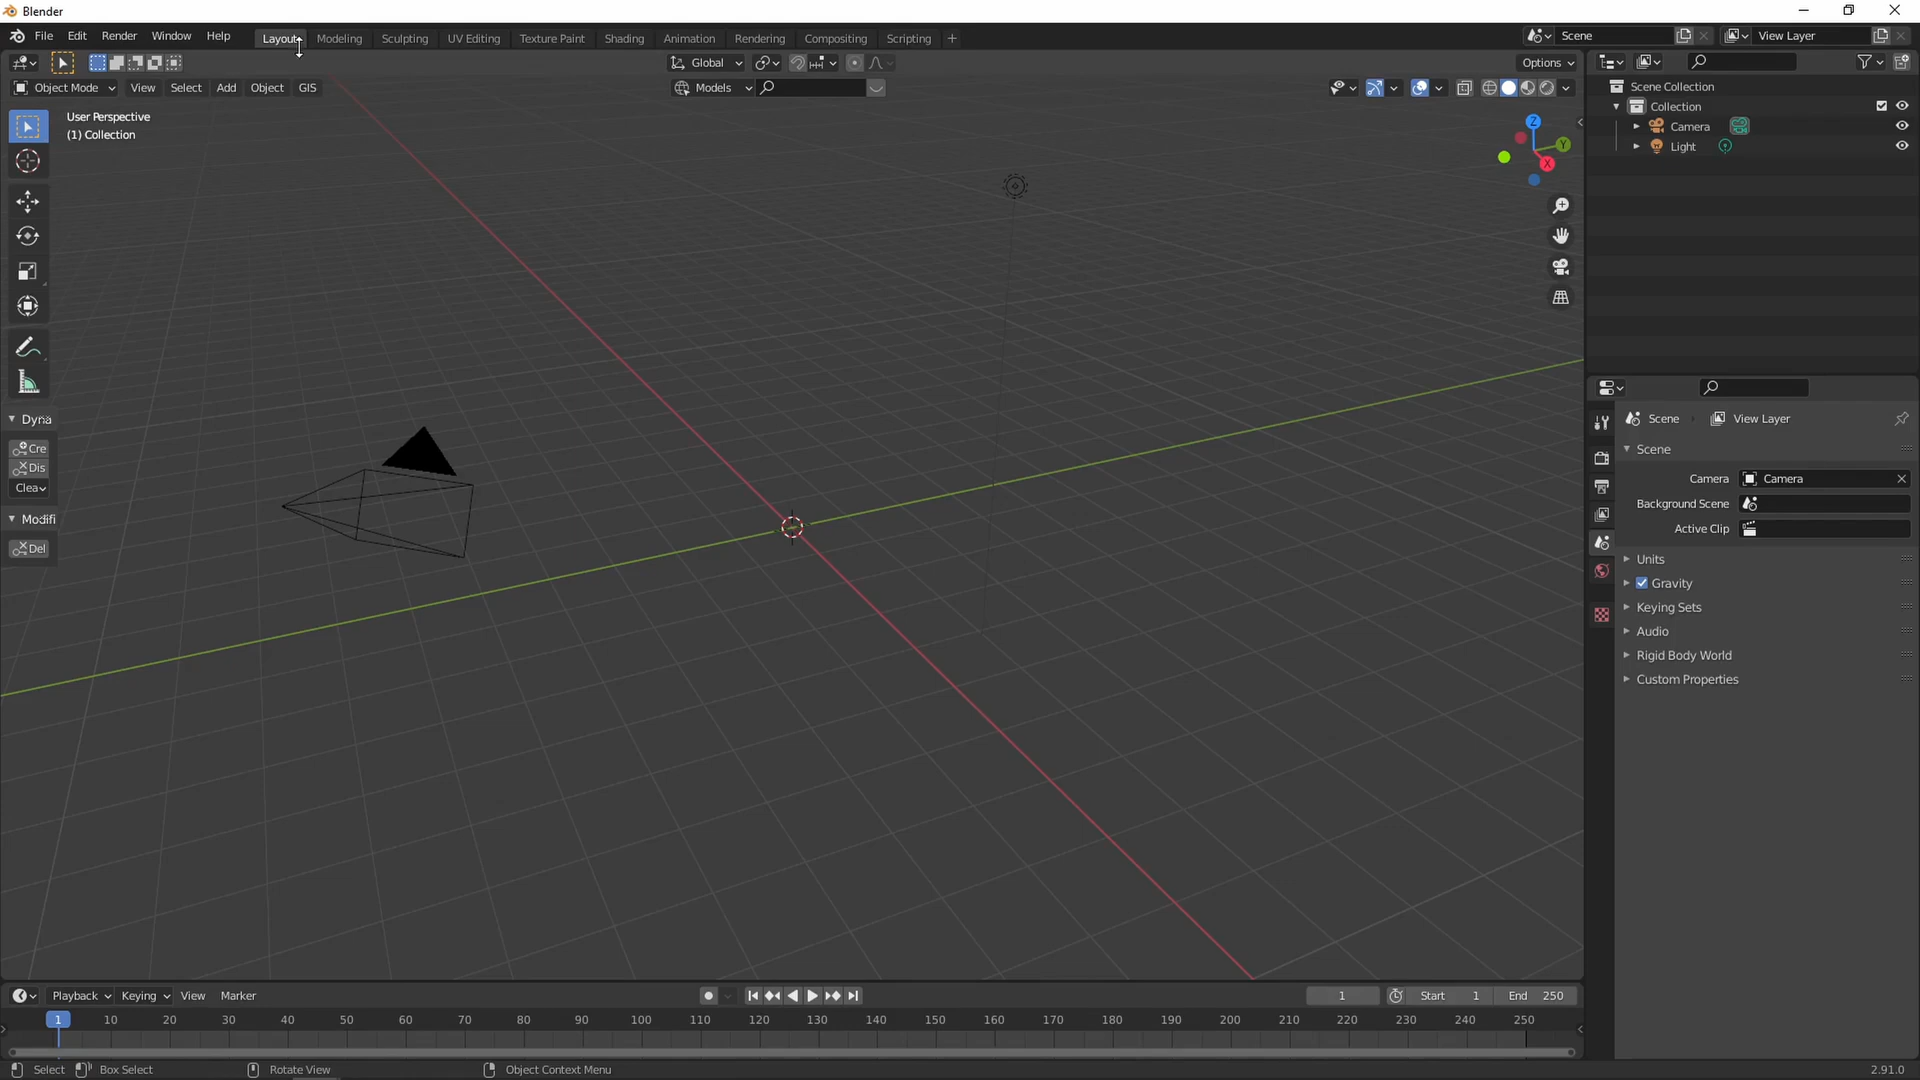 Blender
File Edit Render Window Help Layout Modeling Sculpting UV Editing Texture Paint Shading Animation Rendering Compositing Scripting + Scene View Layer
Global Options
Object Mode View Select Add Object GIS Models
User Perspective
(1) Collection
Z
Y
X
Scene Collection
Collection
Camera
Light
Dyna
Cre
Dis
Clea
Modifi
Del
Scene View Layer
Scene
Camera Camera
Background Scene
Active Clip
Units
Gravity
Keying Sets
Audio
Rigid Body World
Custom Properties
Playback Keying View Marker 1 Start 1 End 250
1 10 20 30 40 50 60 70 80 90 100 110 120 130 140 150 160 170 180 190 200 210 220 230 240 250
Select Box Select Rotate View Object Context Menu 2.91.0